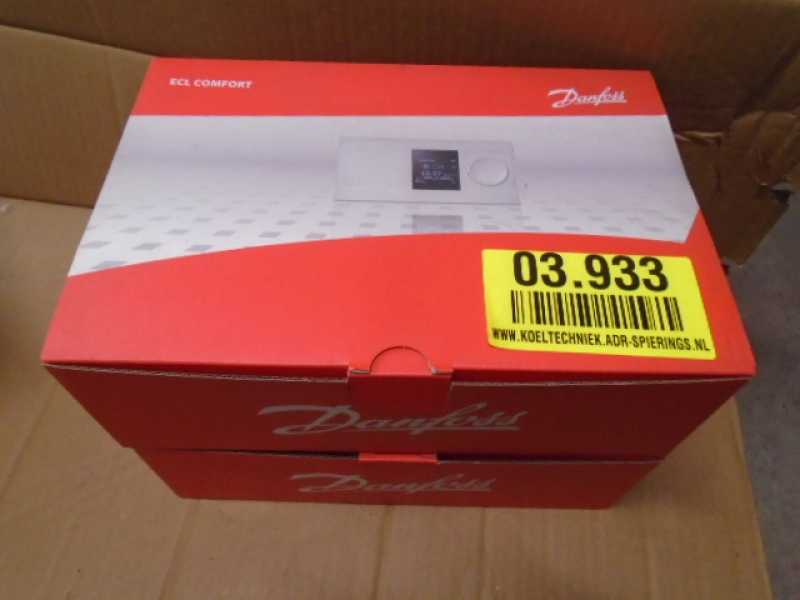 ECL COMFORT
Danfoss
03.933
WWW.KOELTECHNIEK.ADR-SPIERINGS.NL
Danfoss
Danfoss